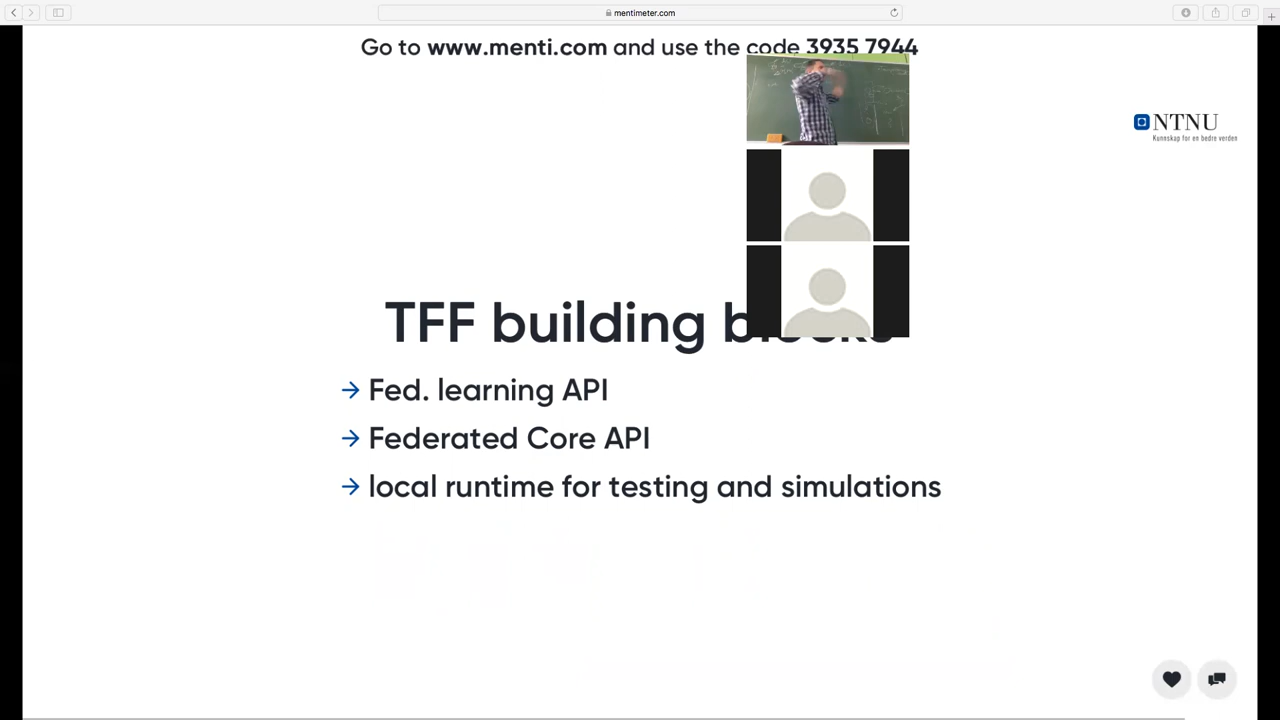 mentimeter.com
Go to www.menti.com and use the code 3935 7944
NTNU
Kunnskap for en bedre verden
TFF building
→ Fed. learning API
→ Federated Core API
→ local runtime for testing and simulations